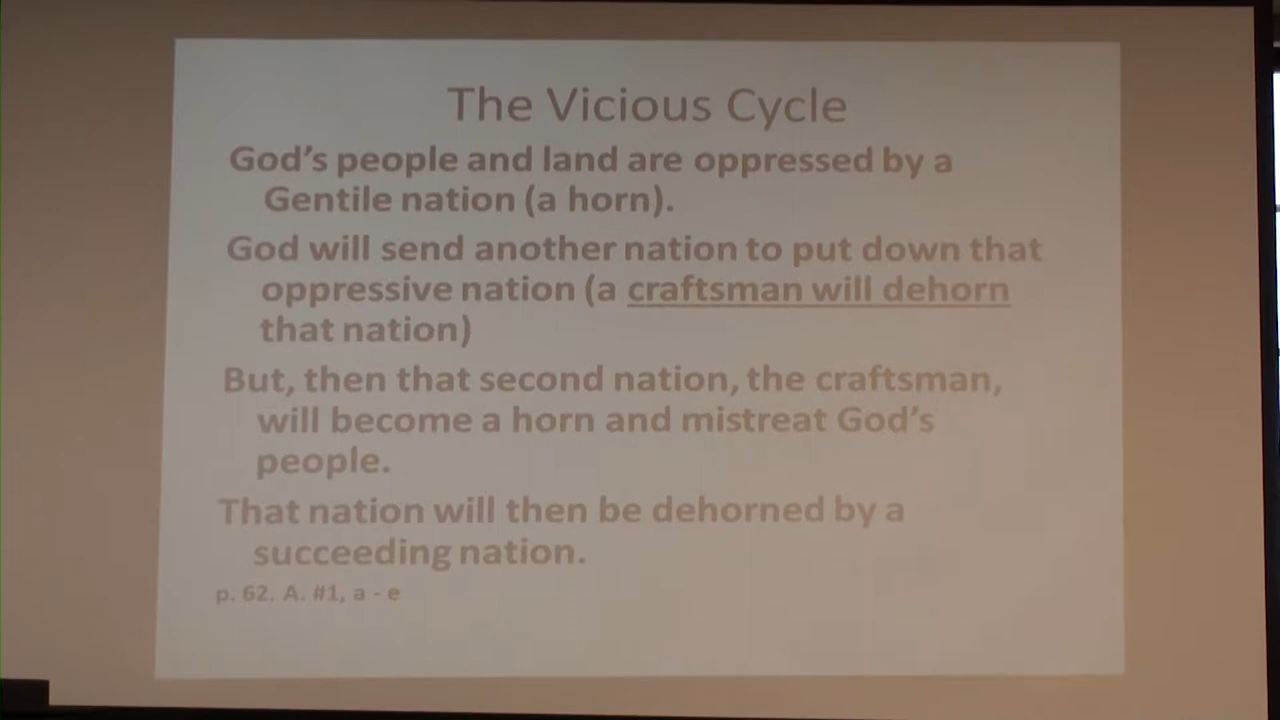 The Vicious Cycle
God's people and land are oppressed by a
Gentile nation (a horn).
God will send another nation to put down that
oppressive nation (a craftsman will dehorn
that nation)
But, then that second nation, the craftsman,
will become a horn and mistreat God's
people.
That nation will then be dehorned by a
succeeding nation.
p. 62. A. #1, a - e